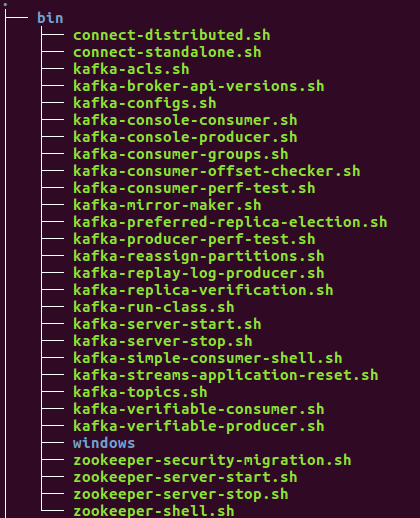 .
bin
connect-distributed.sh
connect-standalone.sh
kafka-acls.sh
kafka-broker-api-versions.sh
kafka-configs.sh
kafka-console-consumer.sh
kafka-console-producer.sh
kafka-consumer-groups.sh
kafka-consumer-offset-checker.sh
kafka-consumer-perf-test.sh
kafka-mirror-maker.sh
kafka-preferred-replica-election.sh
kafka-producer-perf-test.sh
kafka-reassign-partitions.sh
kafka-replay-log-producer.sh
kafka-replica-verification.sh
kafka-run-class.sh
kafka-server-start.sh
kafka-server-stop.sh
kafka-simple-consumer-shell.sh
kafka-streams-application-reset.sh
kafka-topics.sh
kafka-verifiable-consumer.sh
kafka-verifiable-producer.sh
windows
zookeeper-security-migration.sh
zookeeper-server-start.sh
zookeeper-server-stop.sh
zookeeper-shell.sh